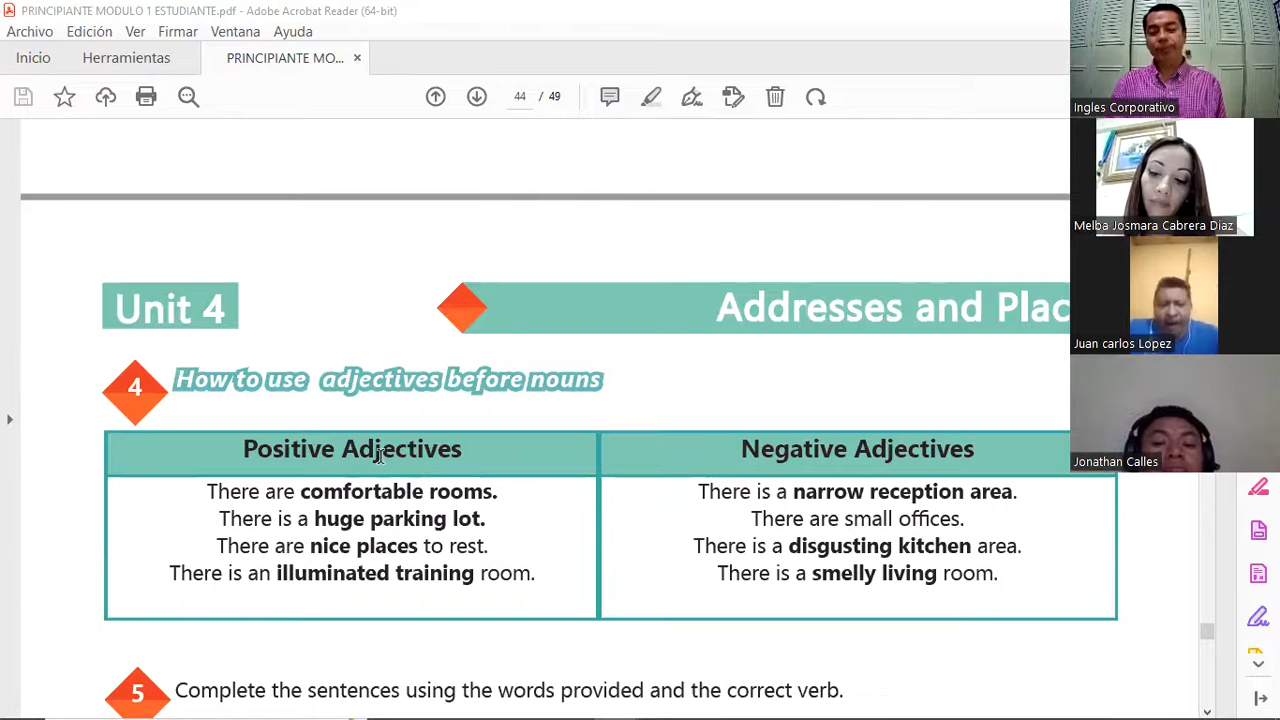 PRINCIPIANTE MODULO 1 ESTUDIANTE.pdf - Adobe Acrobat Reader (64-bit)
Archivo Edición Ver Firmar Ventana Ayuda
Inicio Herramientas PRINCIPIANTE MO... ×
44 / 49
Ingles Corporativo
Melba Josmara Cabrera Diaz
Juan carlos Lopez
Jonathan Calles
Unit 4
Addresses and Plac
4 How to use adjectives before nouns
Positive Adjectives
There are comfortable rooms.
There is a huge parking lot.
There are nice places to rest.
There is an illuminated training room.
Negative Adjectives
There is a narrow reception area.
There are small offices.
There is a disgusting kitchen area.
There is a smelly living room.
5 Complete the sentences using the words provided and the correct verb.